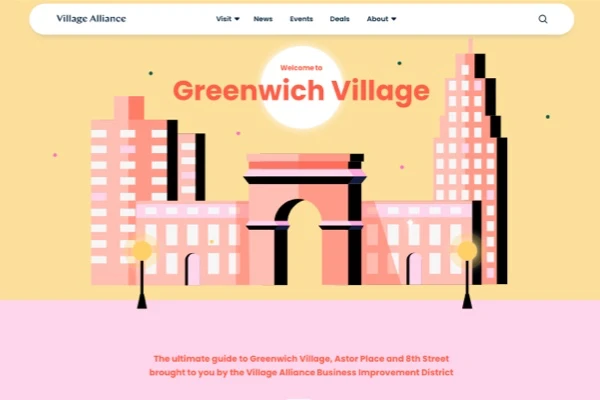 Village Alliance
Visit
News
Events
Deals
About
Welcome to
Greenwich Village
The ultimate guide to Greenwich Village, Astor Place and 8th Street
brought to you by the Village Alliance Business Improvement District